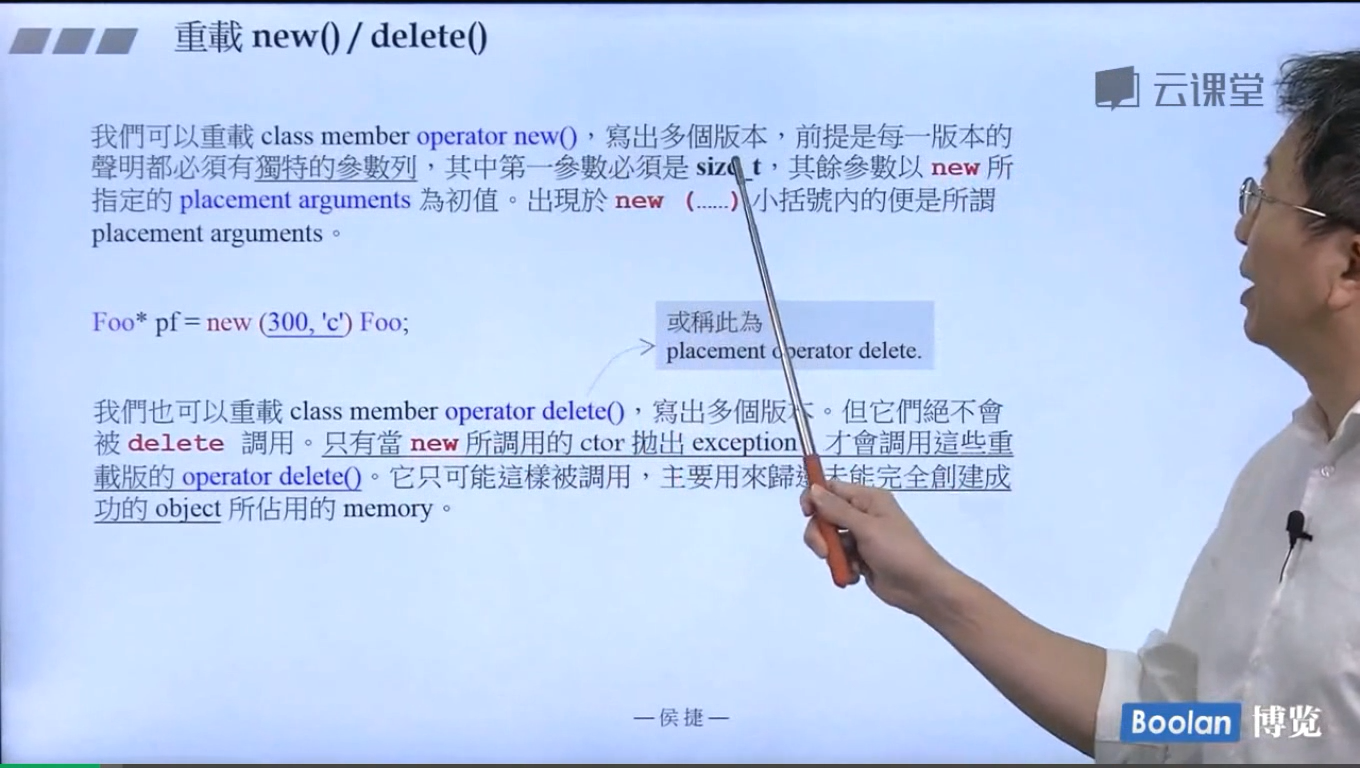 重載 new() / delete()
云课堂
我們可以重載 class member operator new()，寫出多個版本，前提是每一版本的
聲明都必須有獨特的參數列，其中第一參數必須是 size_t，其餘參數以 new 所
指定的 placement arguments 為初值。出現於 new (……) 小括號內的便是所謂
placement arguments。
Foo* pf = new (300, 'c') Foo;
或稱此為
placement operator delete.
我們也可以重載 class member operator delete()，寫出多個版本。但它們絕不會
被 delete 調用。只有當 new 所調用的 ctor 拋出 exception，才會調用這些重
載版的 operator delete()。它只可能這樣被調用，主要用來歸還未能完全創建成
功的 object 所佔用的 memory。
—侯捷—
Boolan 博览